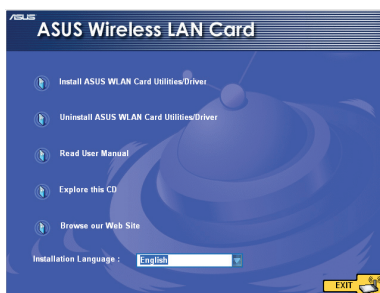 ASUS
ASUS Wireless LAN Card
Install ASUS WLAN Card Utilities/Driver
Uninstall ASUS WLAN Card Utilities/Driver
Read User Manual
Explore this CD
Browse our Web Site
Installation Language : English
EXIT